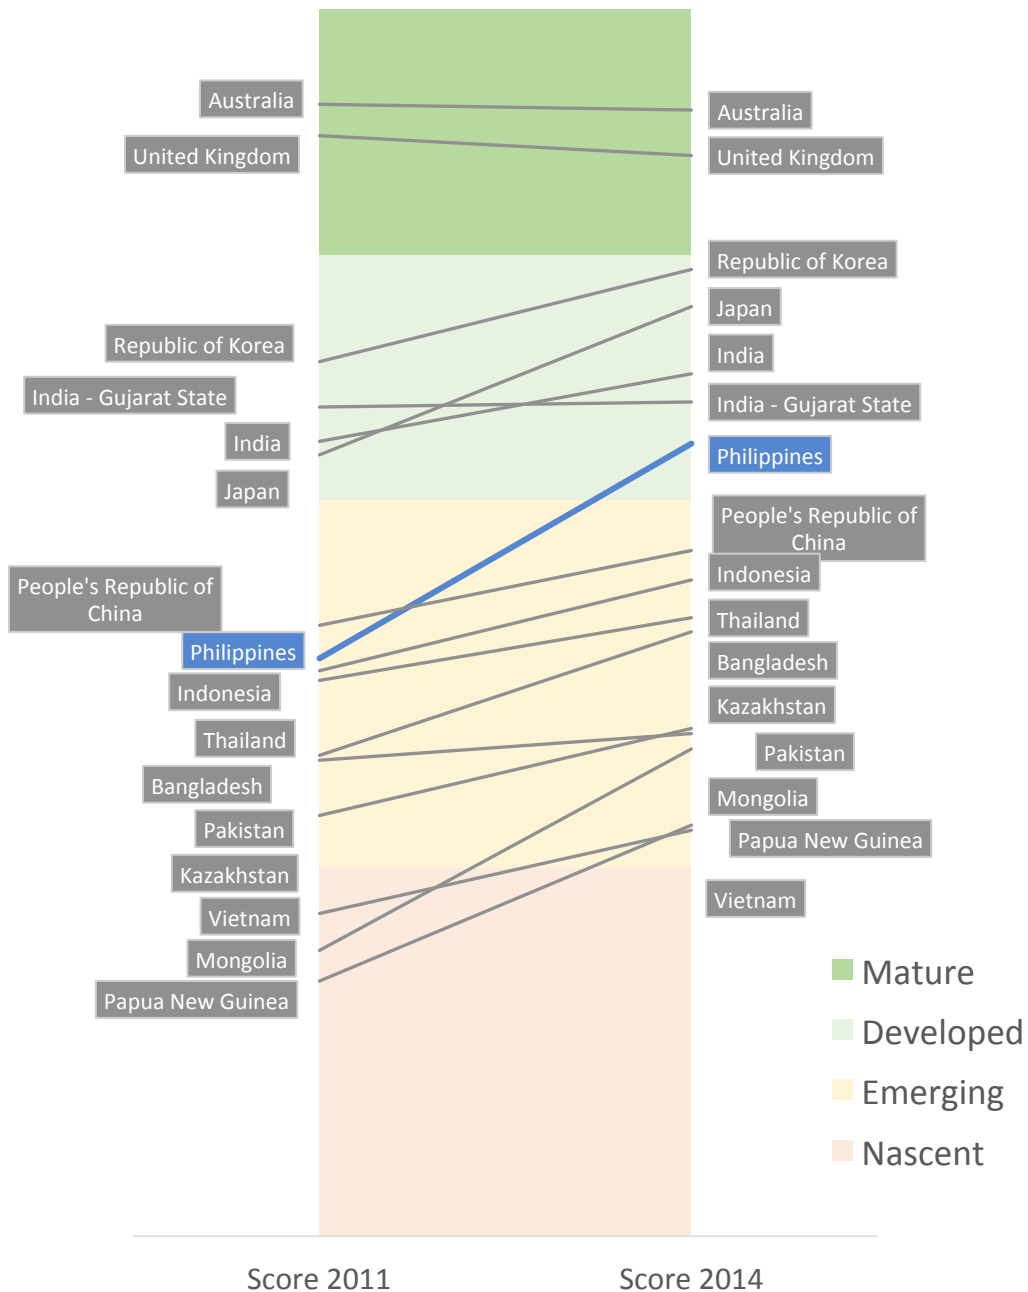 Australia
United Kingdom
Republic of Korea
India - Gujarat State
India
Japan
People's Republic of
China
Philippines
Indonesia
Thailand
Bangladesh
Pakistan
Kazakhstan
Vietnam
Mongolia
Papua New Guinea
Australia
United Kingdom
Republic of Korea
Japan
India
India - Gujarat State
Philippines
People's Republic of
China
Indonesia
Thailand
Bangladesh
Kazakhstan
Pakistan
Mongolia
Papua New Guinea
Vietnam
Mature
Developed
Emerging
Nascent
Score 2011
Score 2014